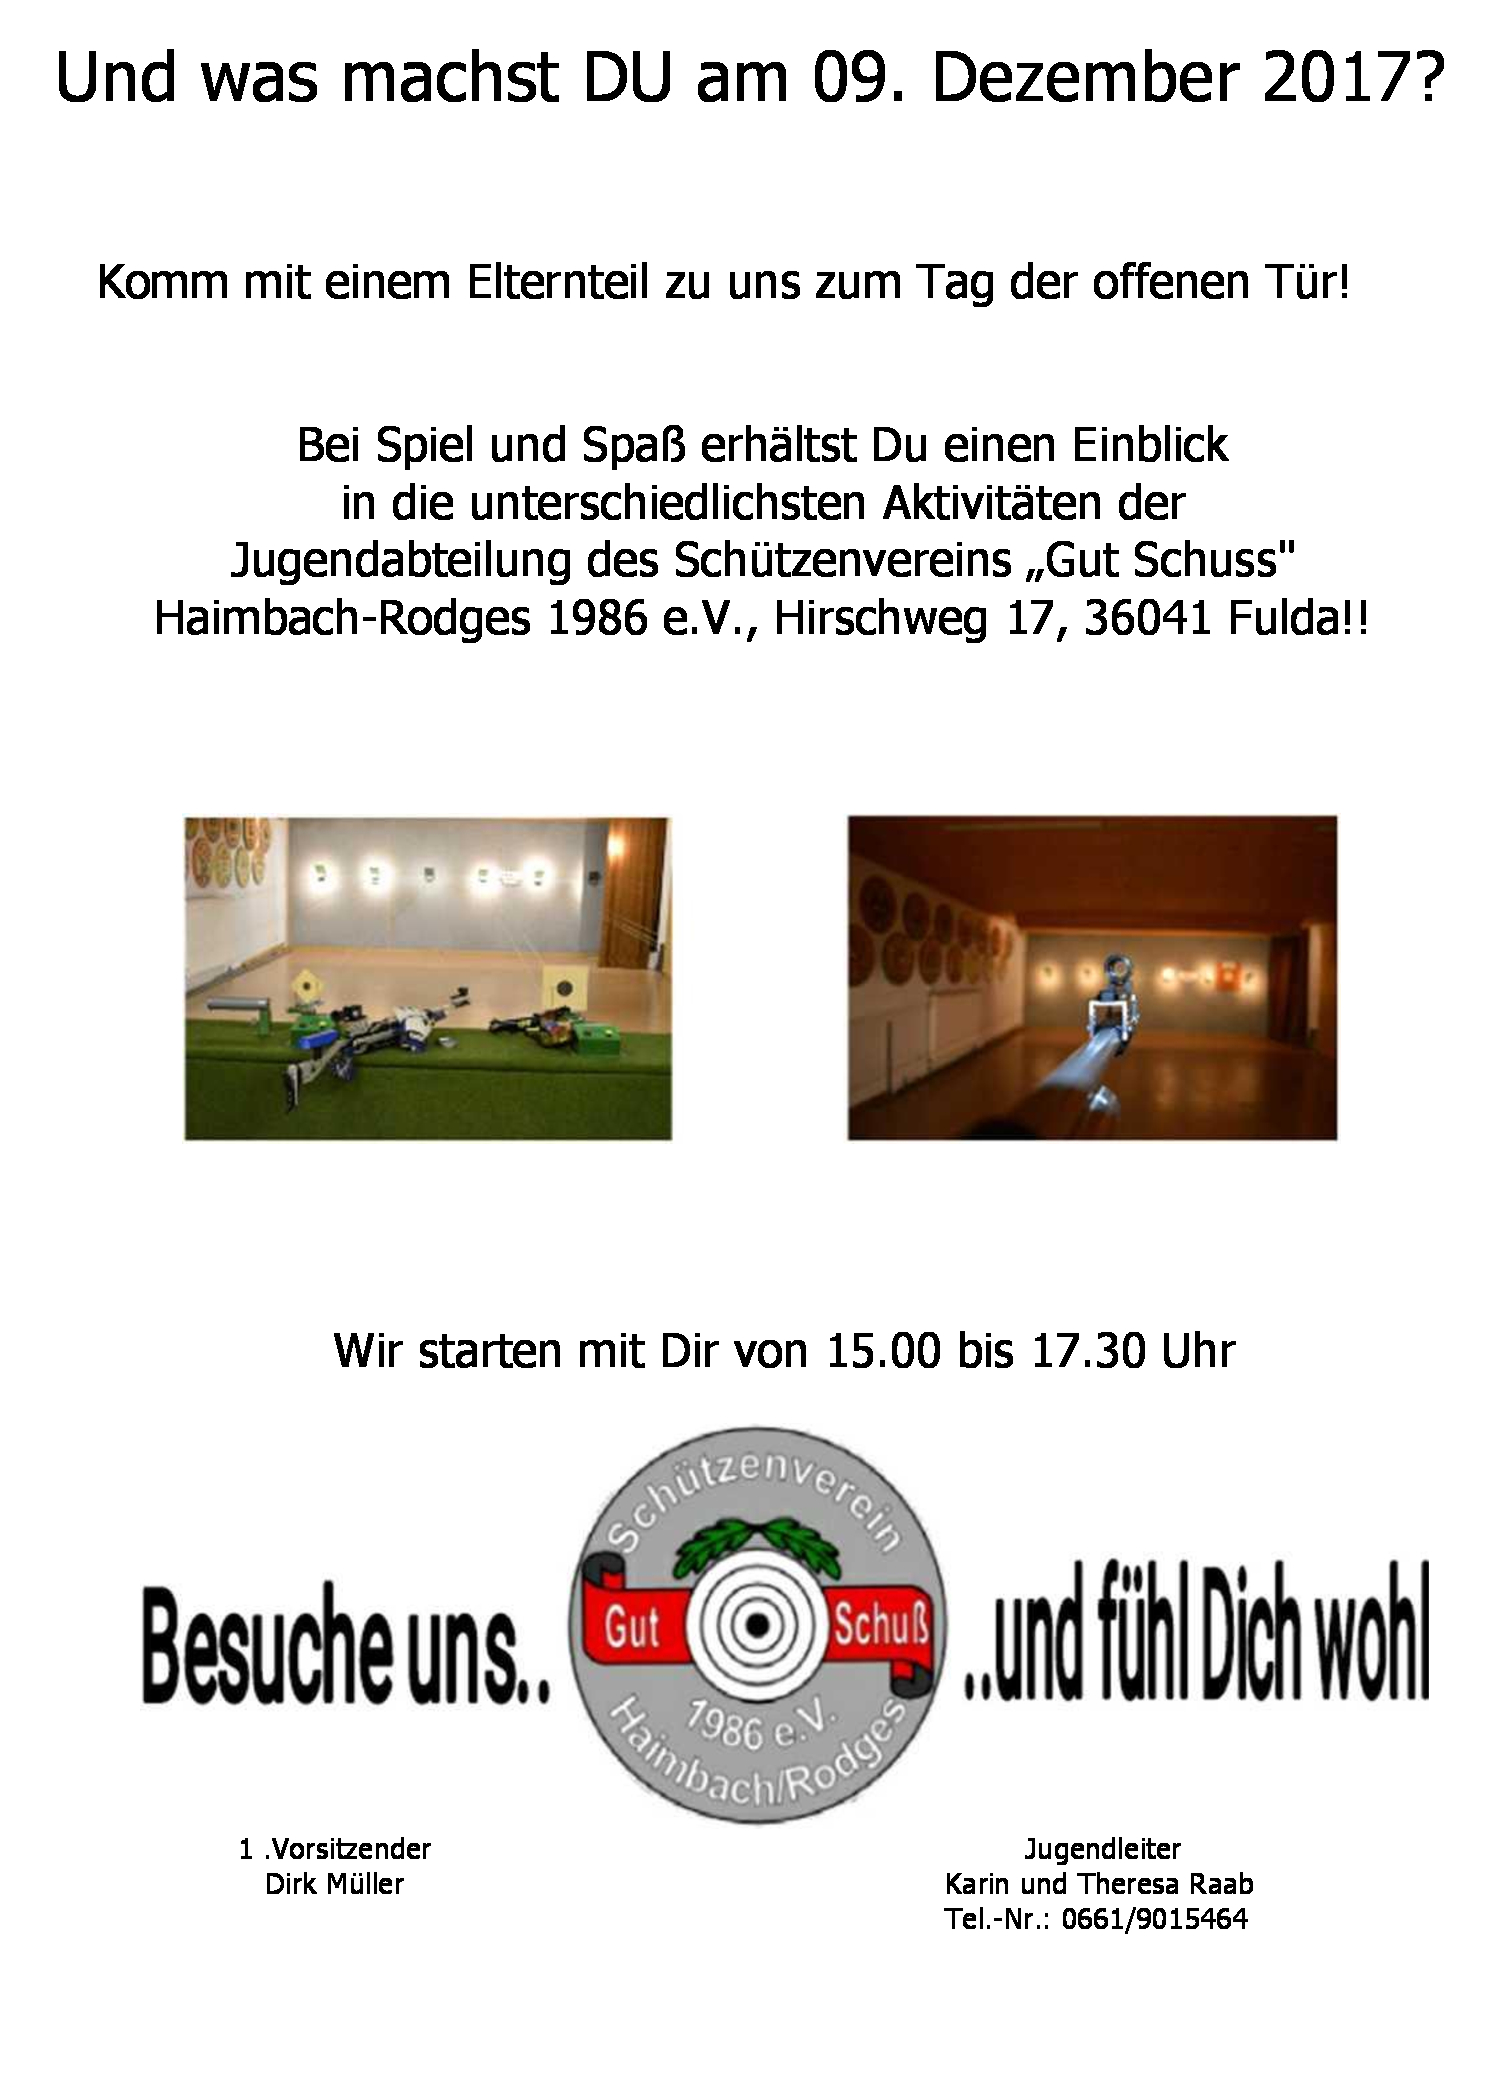 Und was machst DU am 09. Dezember 2017?
Komm mit einem Elternteil zu uns zum Tag der offenen Tür!
Bei Spiel und Spaß erhältst Du einen Einblick
in die unterschiedlichsten Aktivitäten der
Jugendabteilung des Schützenvereins „Gut Schuss"
Haimbach-Rodges 1986 e.V., Hirschweg 17, 36041 Fulda!!
Wir starten mit Dir von 15.00 bis 17.30 Uhr
Besuche uns..
Schützenverein
Gut Schuß
1986 e.V.
Haimbach/Rodges
..und fühl Dich wohl
1 .Vorsitzender
Dirk Müller
Jugendleiter
Karin und Theresa Raab
Tel.-Nr.: 0661/9015464